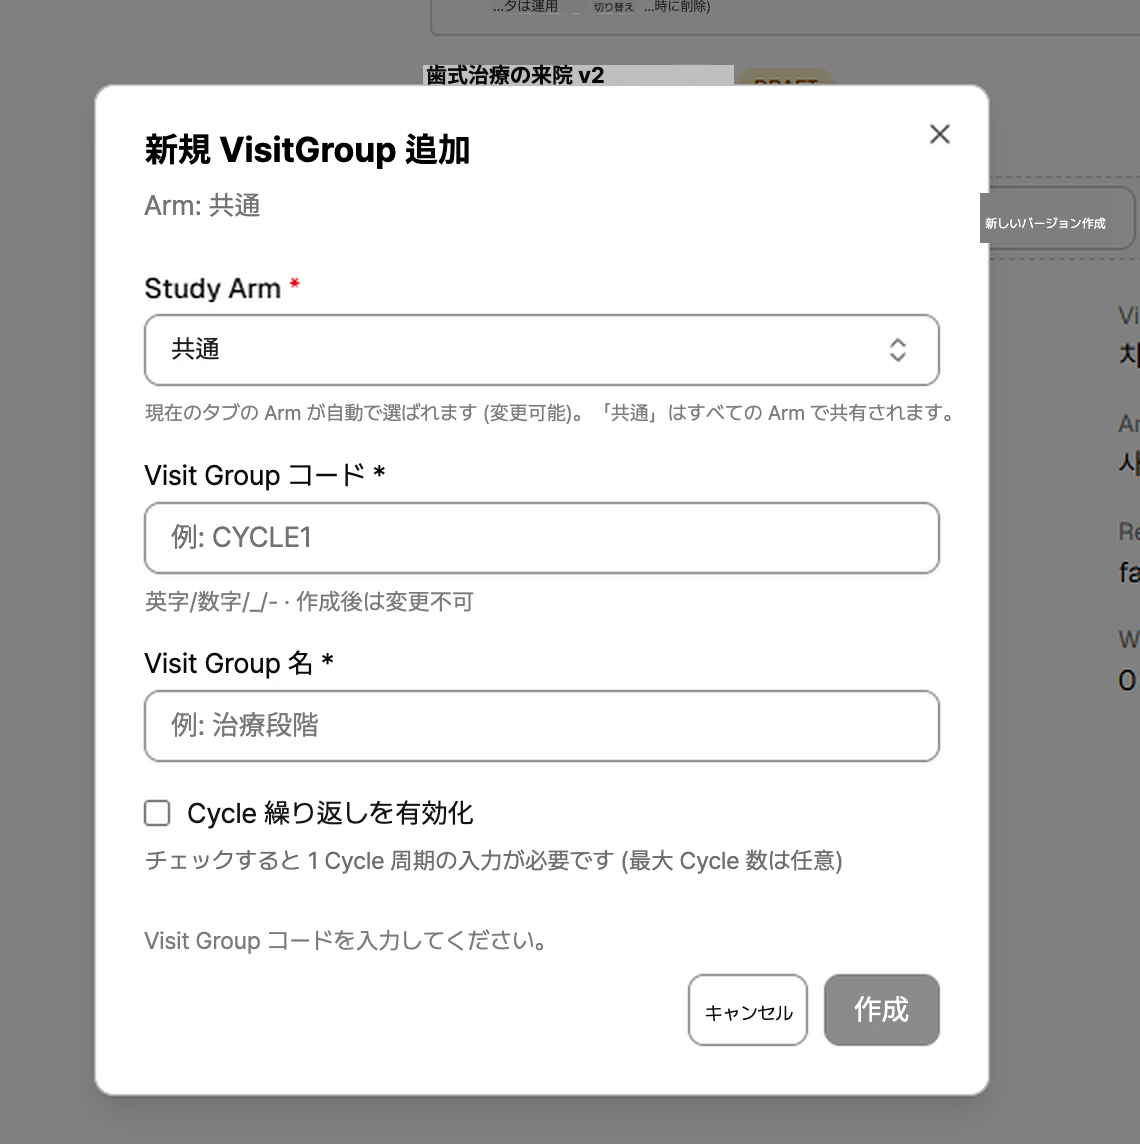 …タは運用 切り替え …時に削除)
歯式治療の来院 v2
DRAFT
新規 VisitGroup 追加
Arm: 共通
新しいバージョン作成
Study Arm *
共通
現在のタブの Arm が自動で選ばれます (変更可能)。「共通」はすべての Arm で共有されます。
Visit Group コード *
例: CYCLE1
英字/数字/_/- · 作成後は変更不可
Visit Group 名 *
例: 治療段階
Cycle 繰り返しを有効化
チェックすると 1 Cycle 周期の入力が必要です (最大 Cycle 数は任意)
Visit Group コードを入力してください。
キャンセル
作成